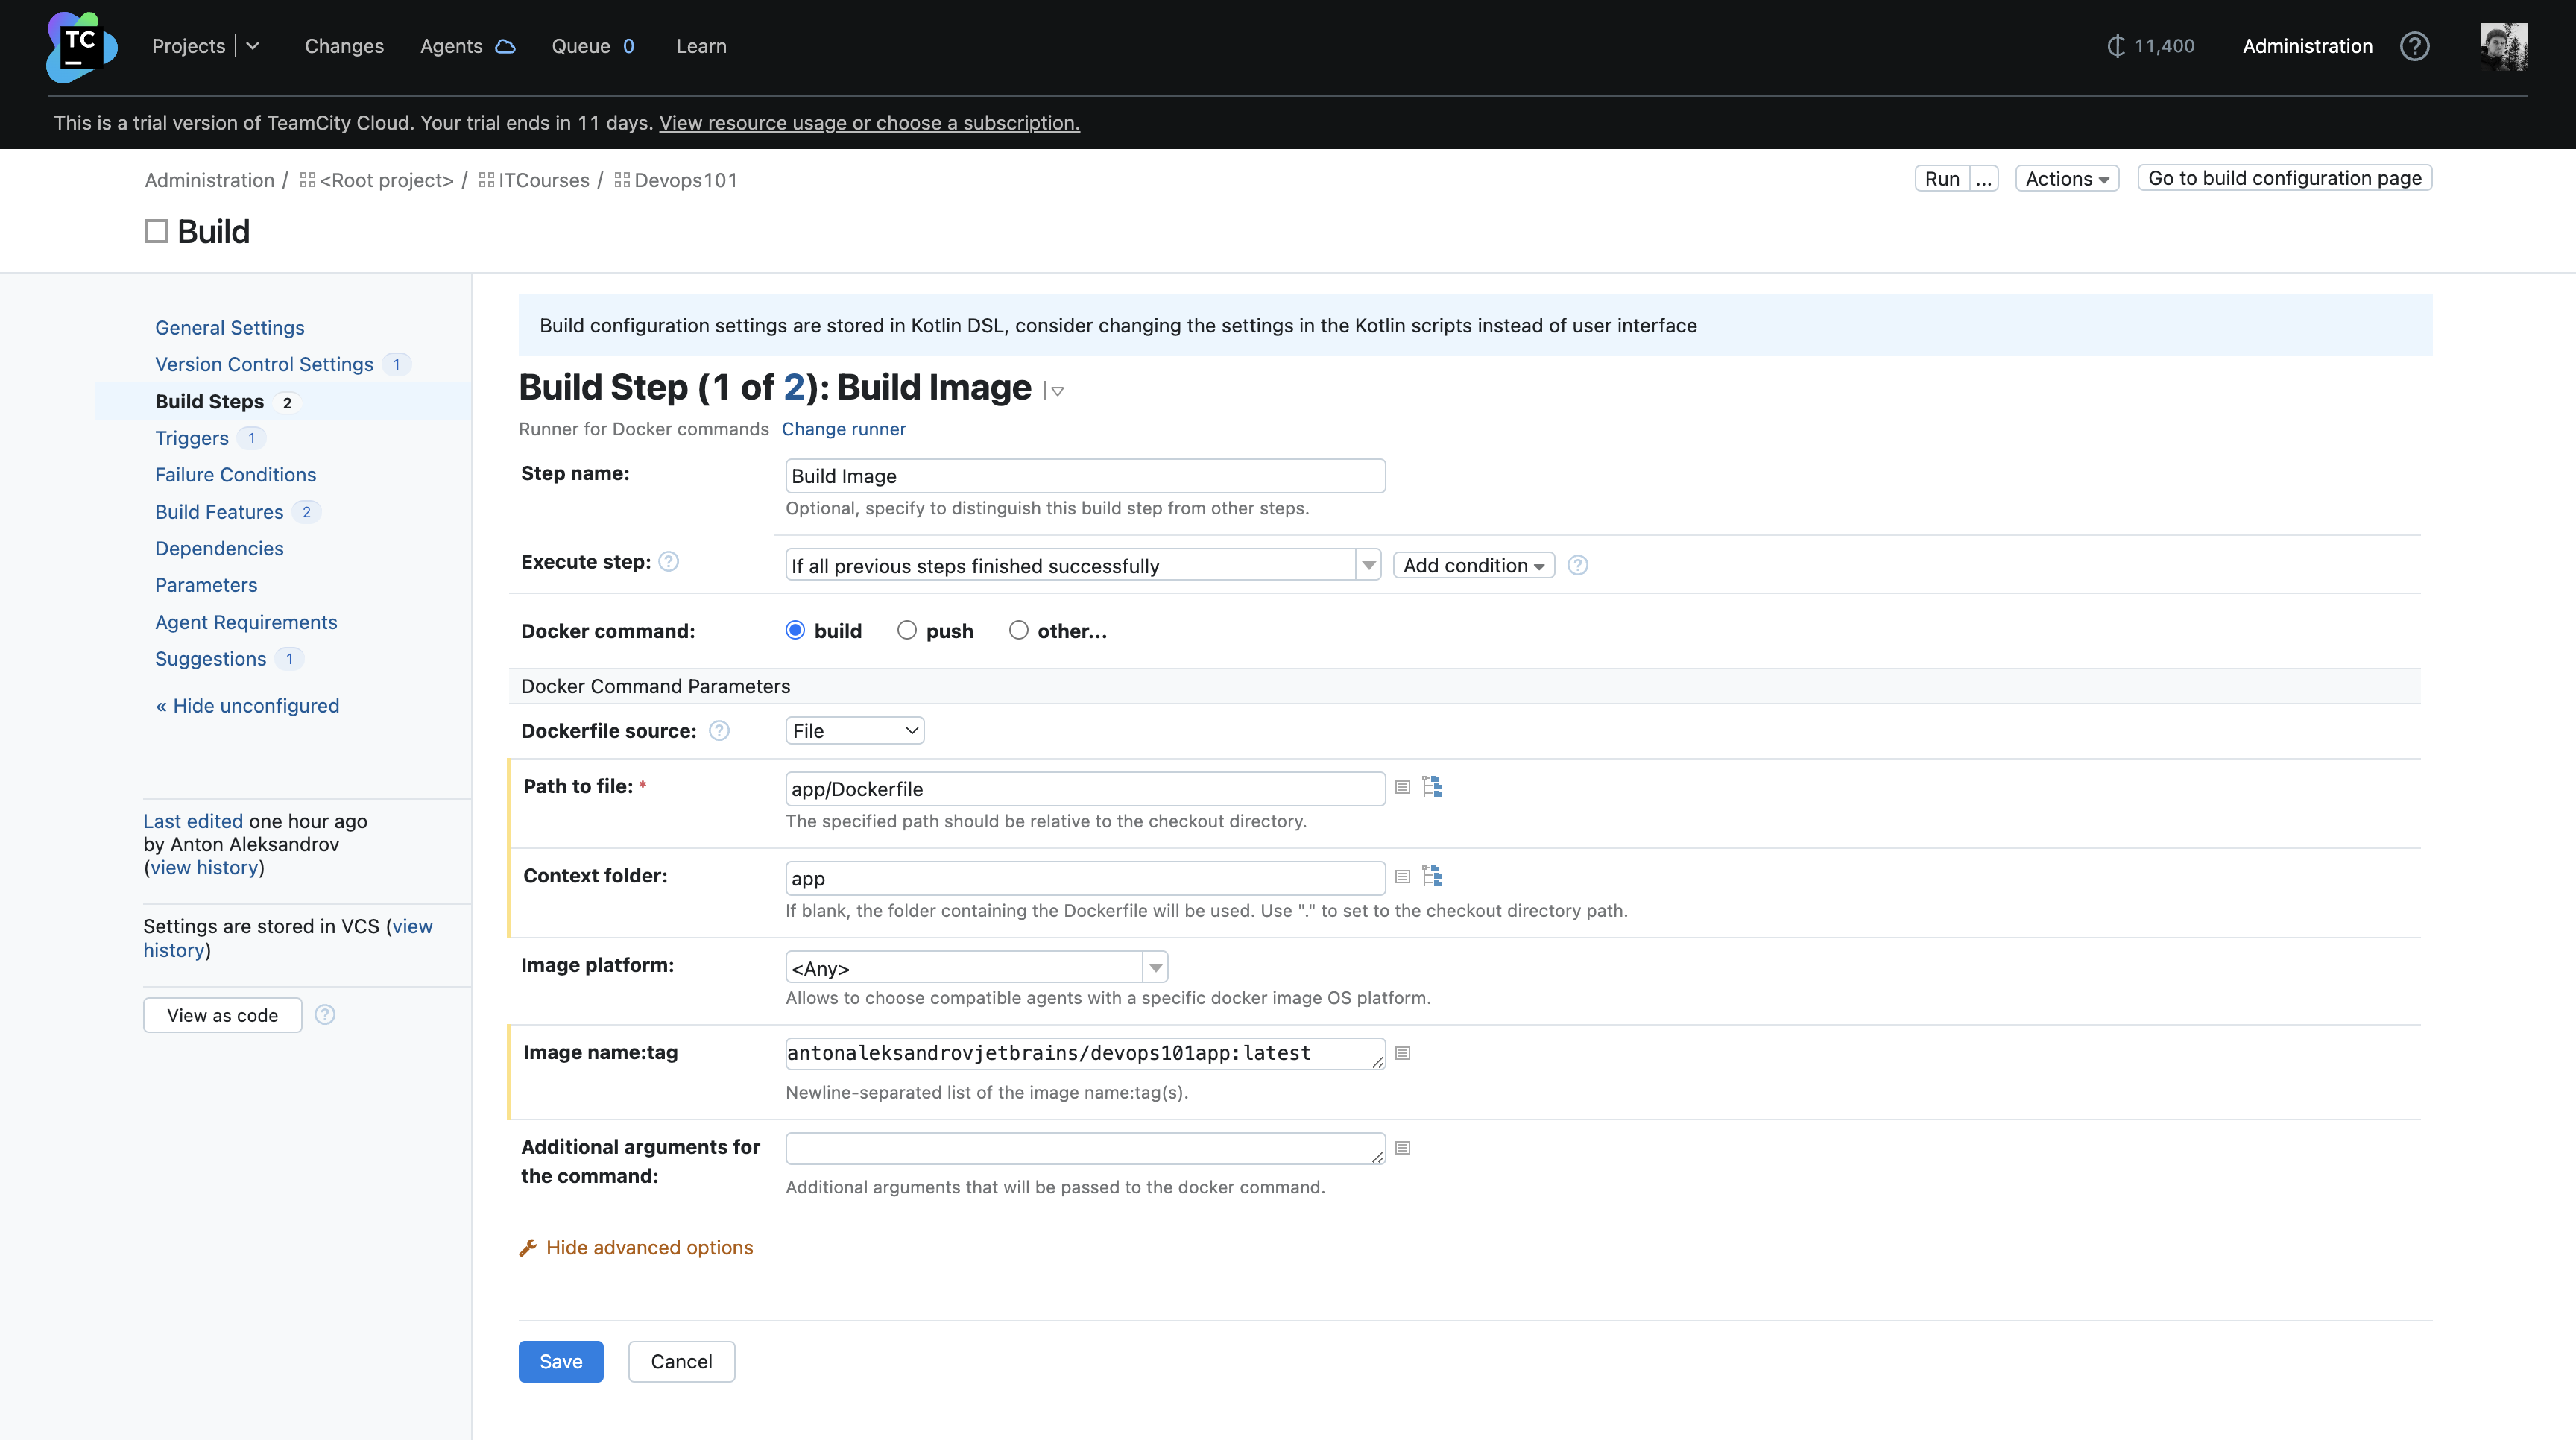 TC
Projects
Changes
Agents
Queue 0
Learn
11,400
Administration
This is a trial version of TeamCity Cloud. Your trial ends in 11 days. View resource usage or choose a subscription.
Administration / <Root project> / ITCourses / Devops101
Run ...
Actions
Go to build configuration page
Build
General Settings
Version Control Settings 1
Build Steps 2
Triggers 1
Failure Conditions
Build Features 2
Dependencies
Parameters
Agent Requirements
Suggestions 1
« Hide unconfigured
Last edited one hour ago
by Anton Aleksandrov
(view history)
Settings are stored in VCS (view
history)
View as code ?
Build configuration settings are stored in Kotlin DSL, consider changing the settings in the Kotlin scripts instead of user interface
Build Step (1 of 2): Build Image
Runner for Docker commands Change runner
Step name: Build Image
Optional, specify to distinguish this build step from other steps.
Execute step: ? If all previous steps finished successfully Add condition ?
Docker command: build push other...
Docker Command Parameters
Dockerfile source: ? File
Path to file: * app/Dockerfile
The specified path should be relative to the checkout directory.
Context folder: app
If blank, the folder containing the Dockerfile will be used. Use "." to set to the checkout directory path.
Image platform: <Any>
Allows to choose compatible agents with a specific docker image OS platform.
Image name:tag antonaleksandrovjetbrains/devops101app:latest
Newline-separated list of the image name:tag(s).
Additional arguments for
the command:
Additional arguments that will be passed to the docker command.
Hide advanced options
Save Cancel